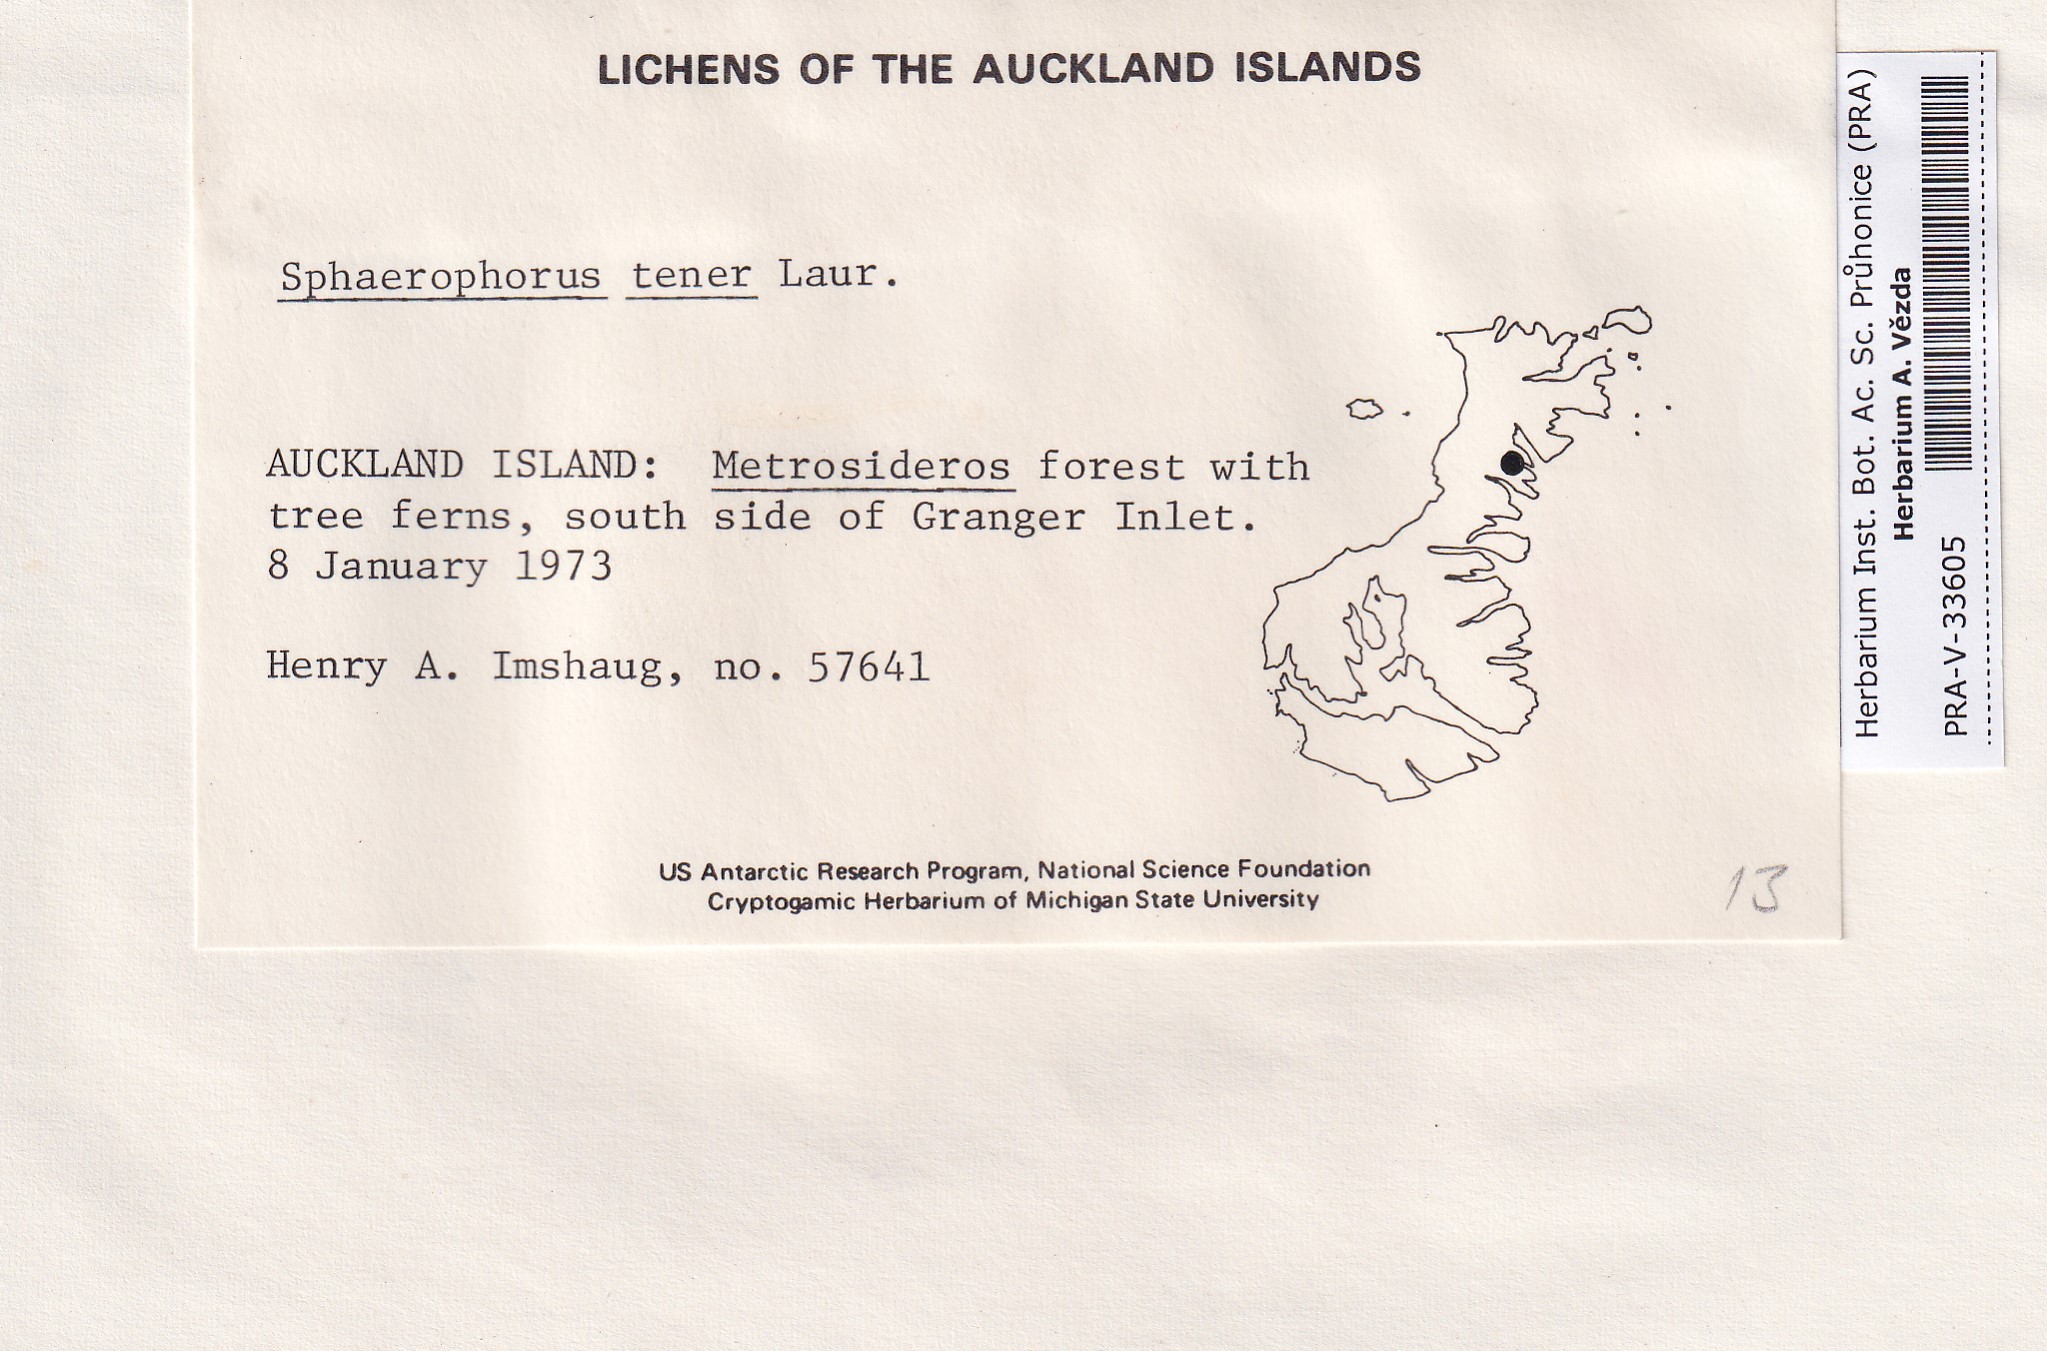 LICHENS OF THE AUCKLAND ISLANDS
Sphaerophorus tener Laur.
AUCKLAND ISLAND: Metrosideros forest with
tree ferns, south side of Granger Inlet.
8 January 1973
Henry A. Imshaug, no. 57641
US Antarctic Research Program, National Science Foundation
Cryptogamic Herbarium of Michigan State University
13
Herbarium Inst. Bot. Ac. Sc. Průhonice (PRA)
Herbarium A. Vězda
PRA-V-33605